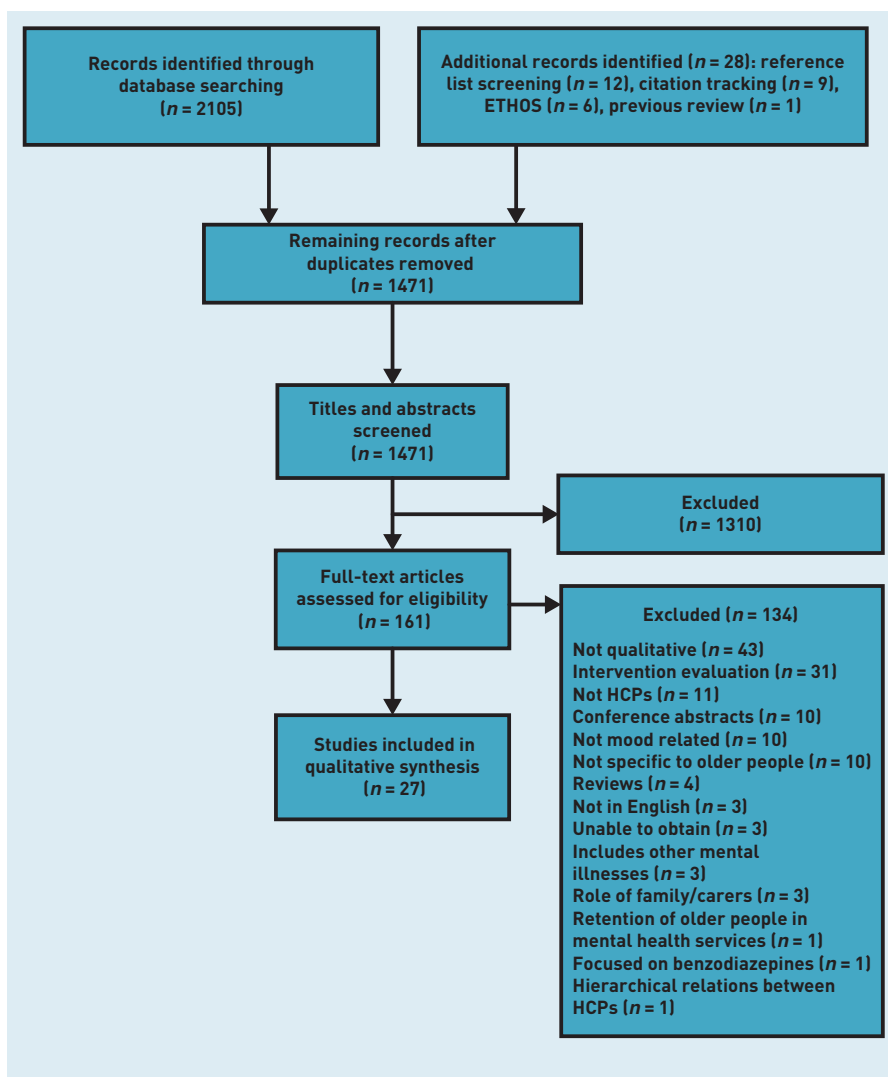 Records identified through
database searching
(n = 2105)
Additional records identified (n = 28): reference
list screening (n = 12), citation tracking (n = 9),
ETHOS (n = 6), previous review (n = 1)
Remaining records after
duplicates removed
(n = 1471)
Titles and abstracts
screened
(n = 1471)
Excluded
(n = 1310)
Full-text articles
assessed for eligibility
(n = 161)
Excluded (n = 134)
Not qualitative (n = 43)
Intervention evaluation (n = 31)
Not HCPs (n = 11)
Conference abstracts (n = 10)
Not mood related (n = 10)
Not specific to older people (n = 10)
Reviews (n = 4)
Not in English (n = 3)
Unable to obtain (n = 3)
Includes other mental
illnesses (n = 3)
Role of family/carers (n = 3)
Retention of older people in
mental health services (n = 1)
Focused on benzodiazepines (n = 1)
Hierarchical relations between
HCPs (n = 1)
Studies included in
qualitative synthesis
(n = 27)